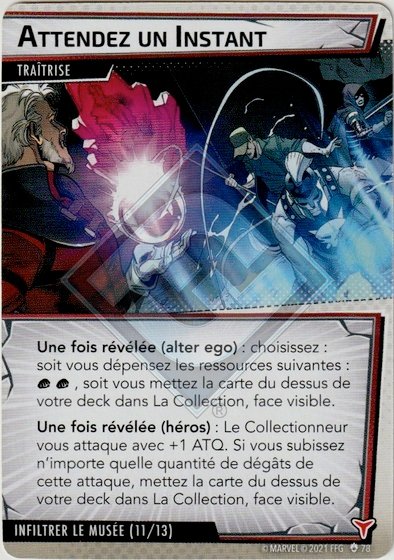 Attendez un Instant
TRAÎTRISE
Une fois révélée (alter ego) : choisissez :
soit vous dépensez les ressources suivantes :
, soit vous mettez la carte du dessus de
votre deck dans La Collection, face visible.
Une fois révélée (héros) : Le Collectionneur
vous attaque avec +1 ATQ. Si vous subissez
n'importe quelle quantité de dégâts de
cette attaque, mettez la carte du dessus de
votre deck dans La Collection, face visible.
INFILTRER LE MUSÉE (11/13)
© MARVEL © 2021 FFG 78